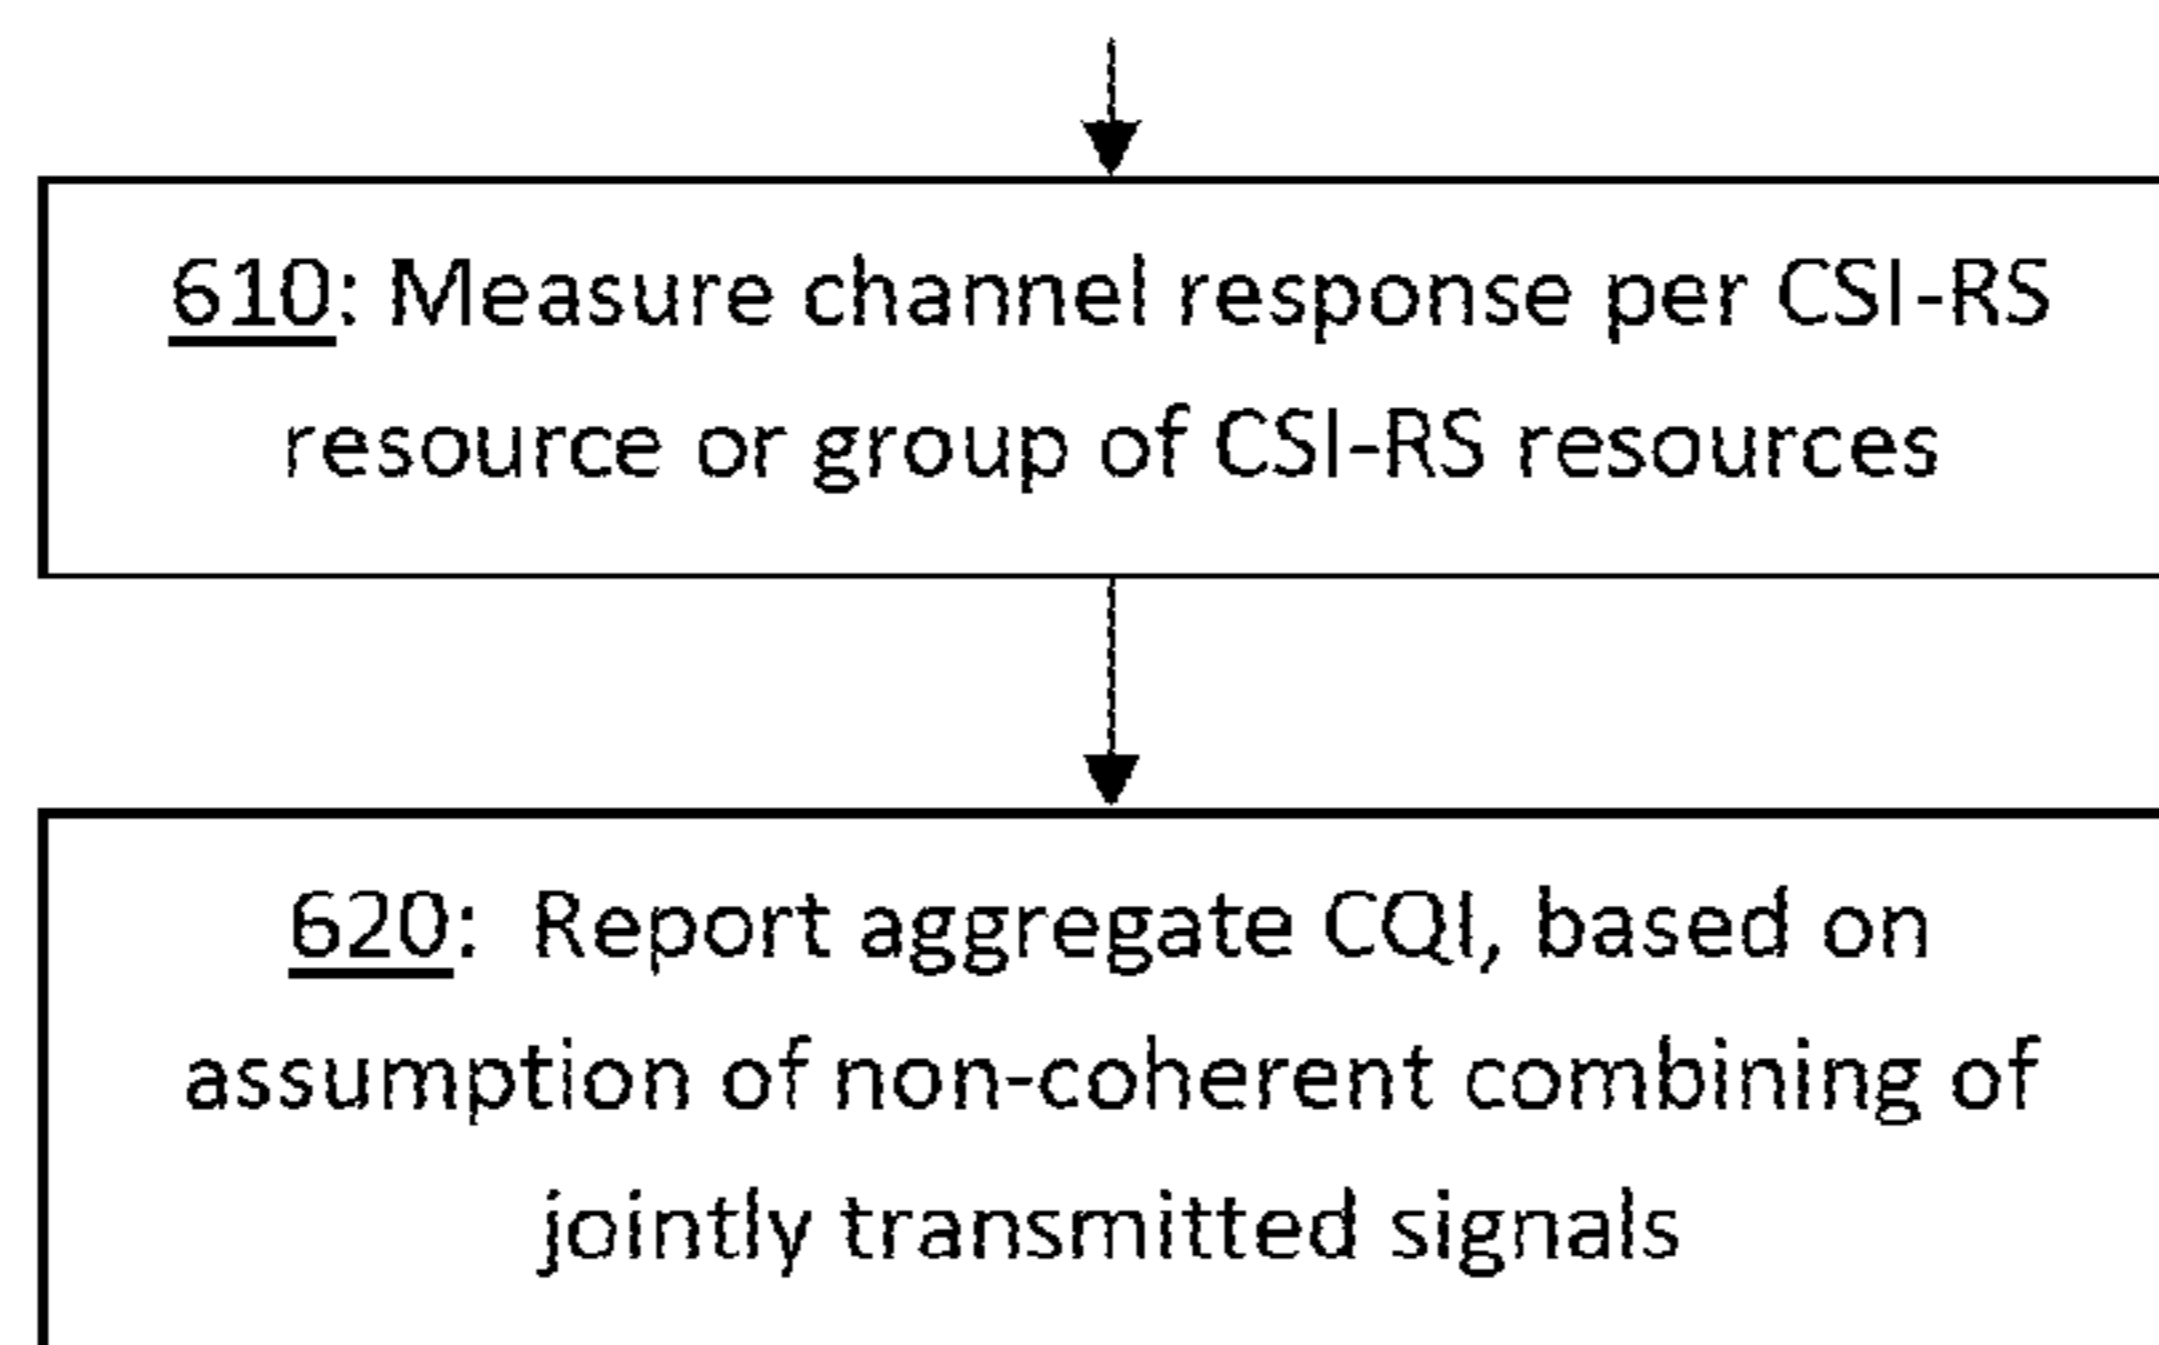 610: Measure channel response per CSI-RS
resource or group of CSI-RS resources
620: Report aggregate CQI, based on
assumption of non-coherent combining of
jointly transmitted signals